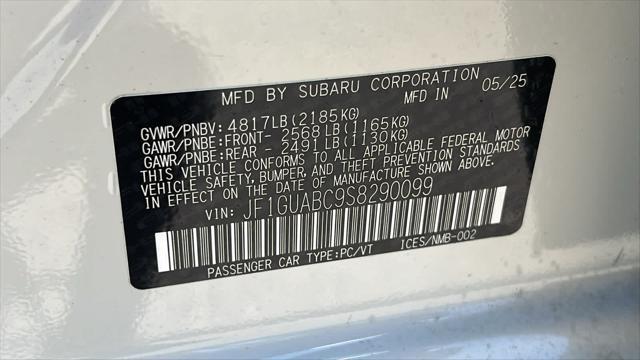 MFD BY SUBARU CORPORATION
MFD IN 05/25
GVWR/PNBV: 4817LB(2185KG)
GAWR/PNBE:FRONT- 2568LB(1165KG)
GAWR/PNBE:REAR - 2491LB(1130KG)
THIS VEHICLE CONFORMS TO ALL APPLICABLE FEDERAL MOTOR
VEHICLE SAFETY, BUMPER, AND THEFT PREVENTION STANDARDS
IN EFFECT ON THE DATE OF MANUFACTURE SHOWN ABOVE.
VIN: JF1GUABC9S8290099
PASSENGER CAR TYPE:PC/VT ICES/NMB-002